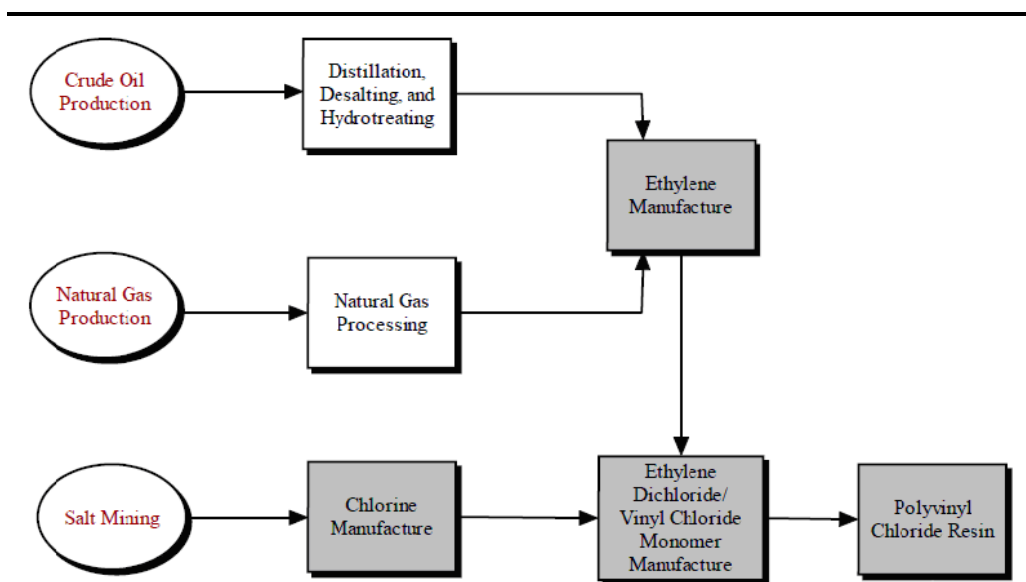 Crude Oil
Production
Distillation,
Desalting, and
Hydrotreating
Ethylene
Manufacture
Natural Gas
Production
Natural Gas
Processing
Salt Mining
Chlorine
Manufacture
Ethylene
Dichloride/
Vinyl Chloride
Monomer
Manufacture
Polyvinyl
Chloride Resin